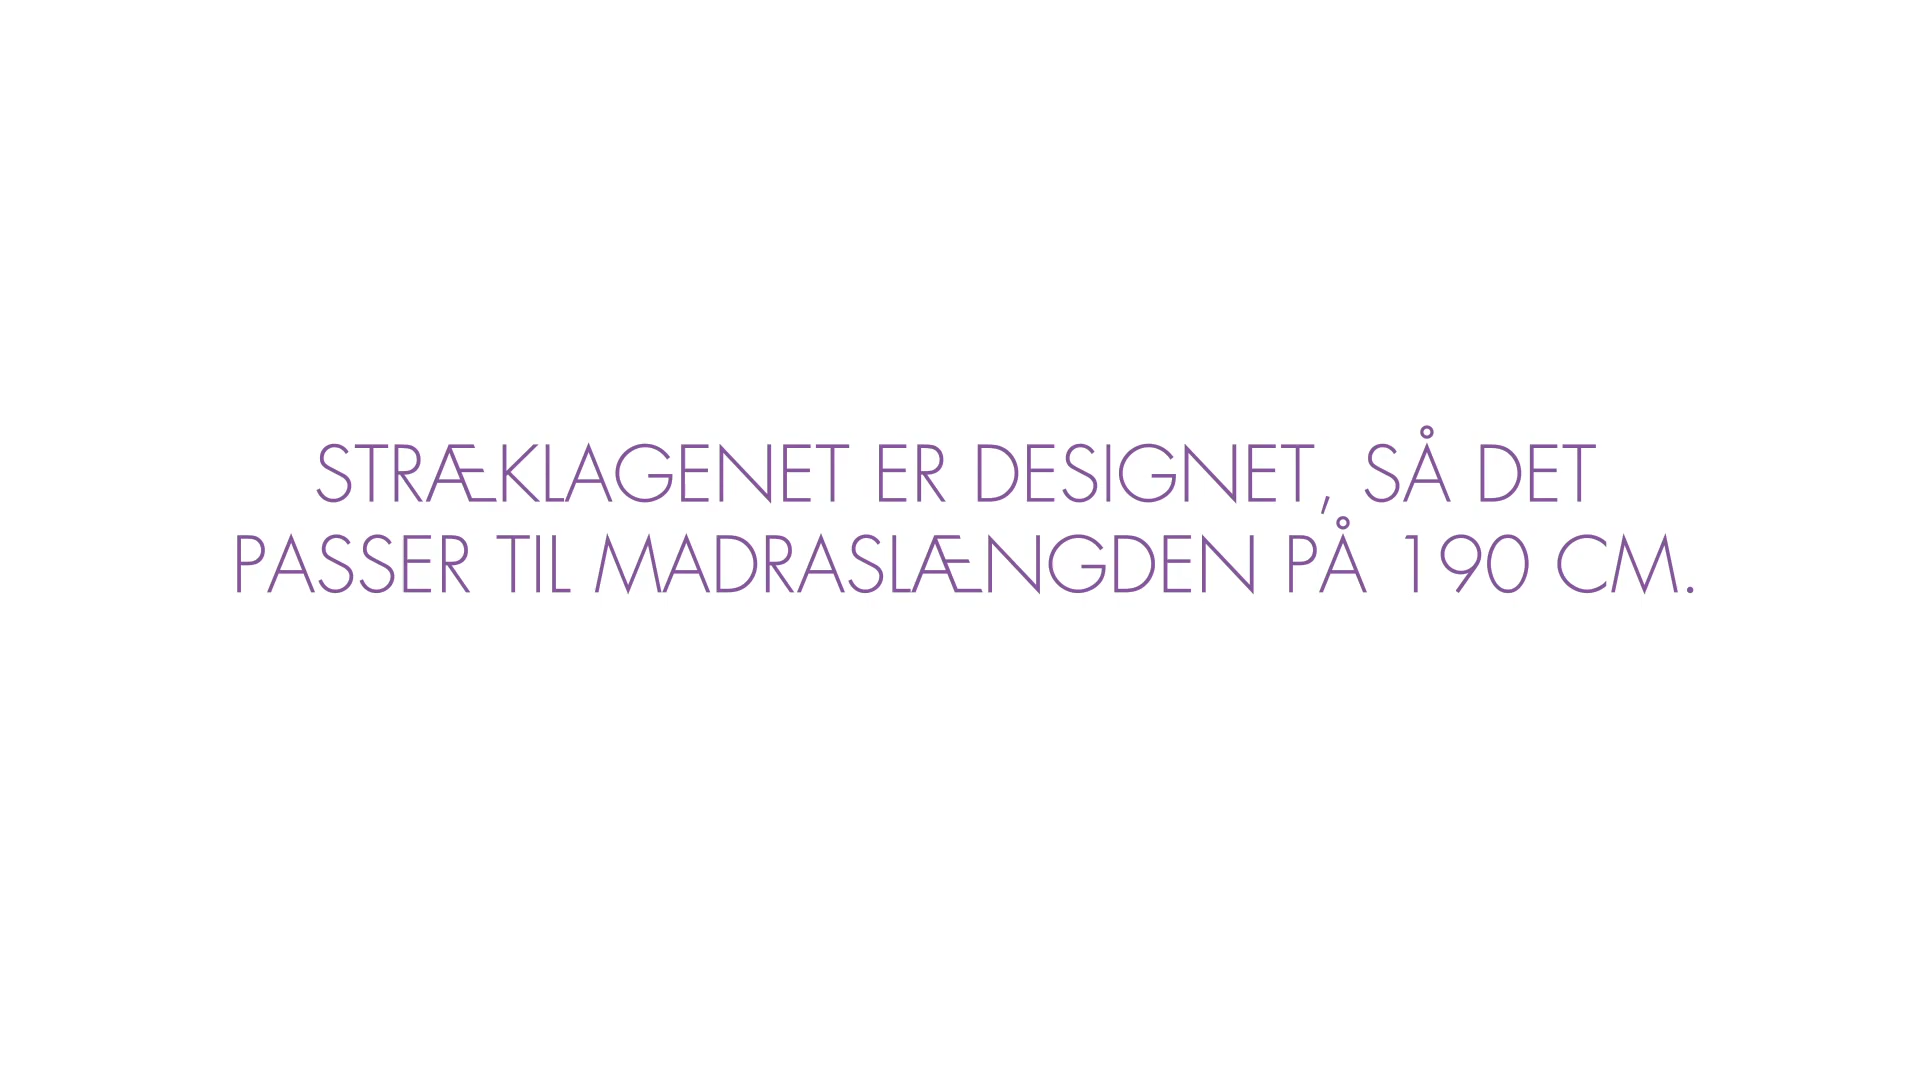 STRÆKLAGENET ER DESIGNET, SÅ DET
PASSER TIL MADRASLÆNGDEN PÅ 190 CM.